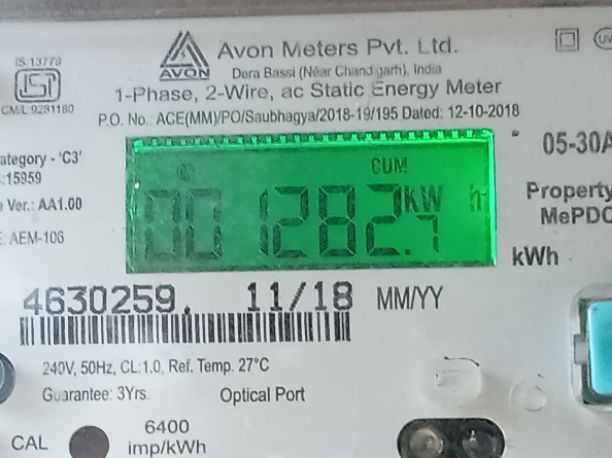 IS:13779
ISI
CM/L 9281180
AVON
Avon Meters Pvt. Ltd.
Dera Bassi (Near Chandigarh), India
1-Phase, 2-Wire, ac Static Energy Meter
P.O. No.: ACE(MM)/PO/Saubhagya/2018-19/195 Dated: 12-10-2018
ategory - 'C3'
:15959
Ver.: AA1.00
E: AEM-106
CUM
001282.7 KW h
05-30A
Property
MePDC
kWh
4630259. 11/18 MM/YY
240V, 50Hz, CL:1.0, Ref. Temp. 27°C
Guarantee: 3Yrs. Optical Port
CAL
6400
imp/kWh